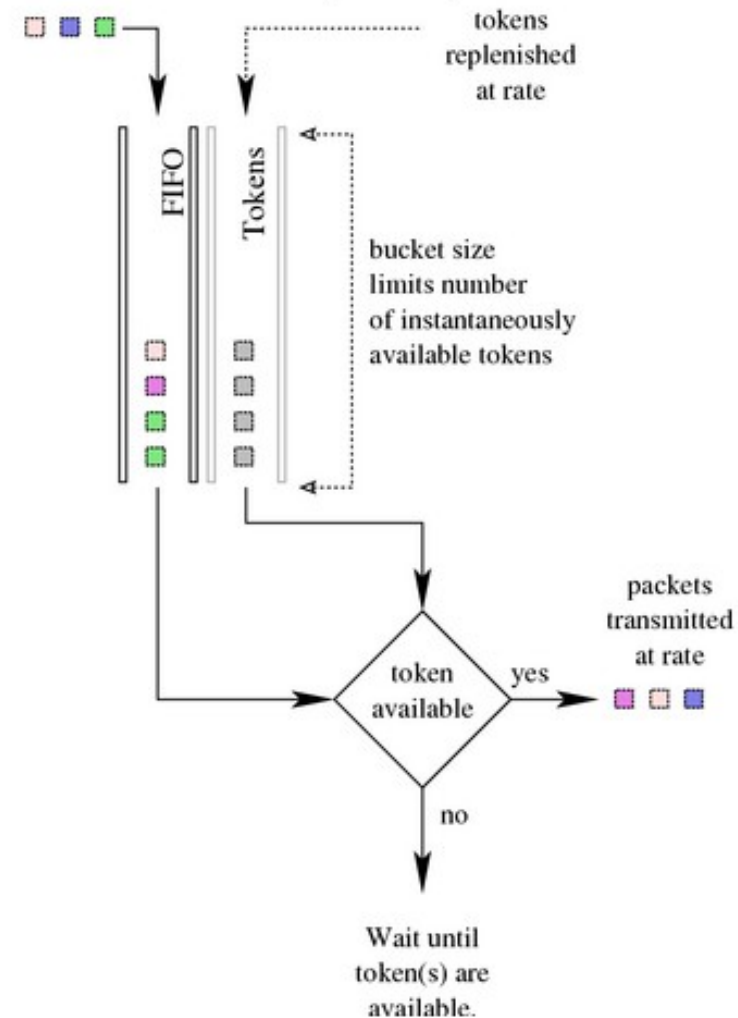 tokens
replenished
at rate
FIFO
Tokens
bucket size
limits number
of instantaneously
available tokens
packets
transmitted
at rate
token
available
yes
no
Wait until
token(s) are
available.